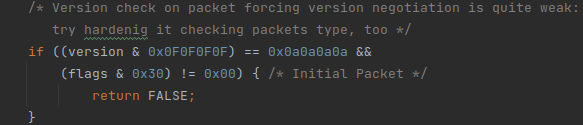 /* Version check on packet forcing version negotiation is quite weak:
try hardenig it checking packets type, too */
if ((version & 0x0F0F0F0F) == 0x0a0a0a0a &&
(flags & 0x30) != 0x00) { /* Initial Packet */
return FALSE;
}